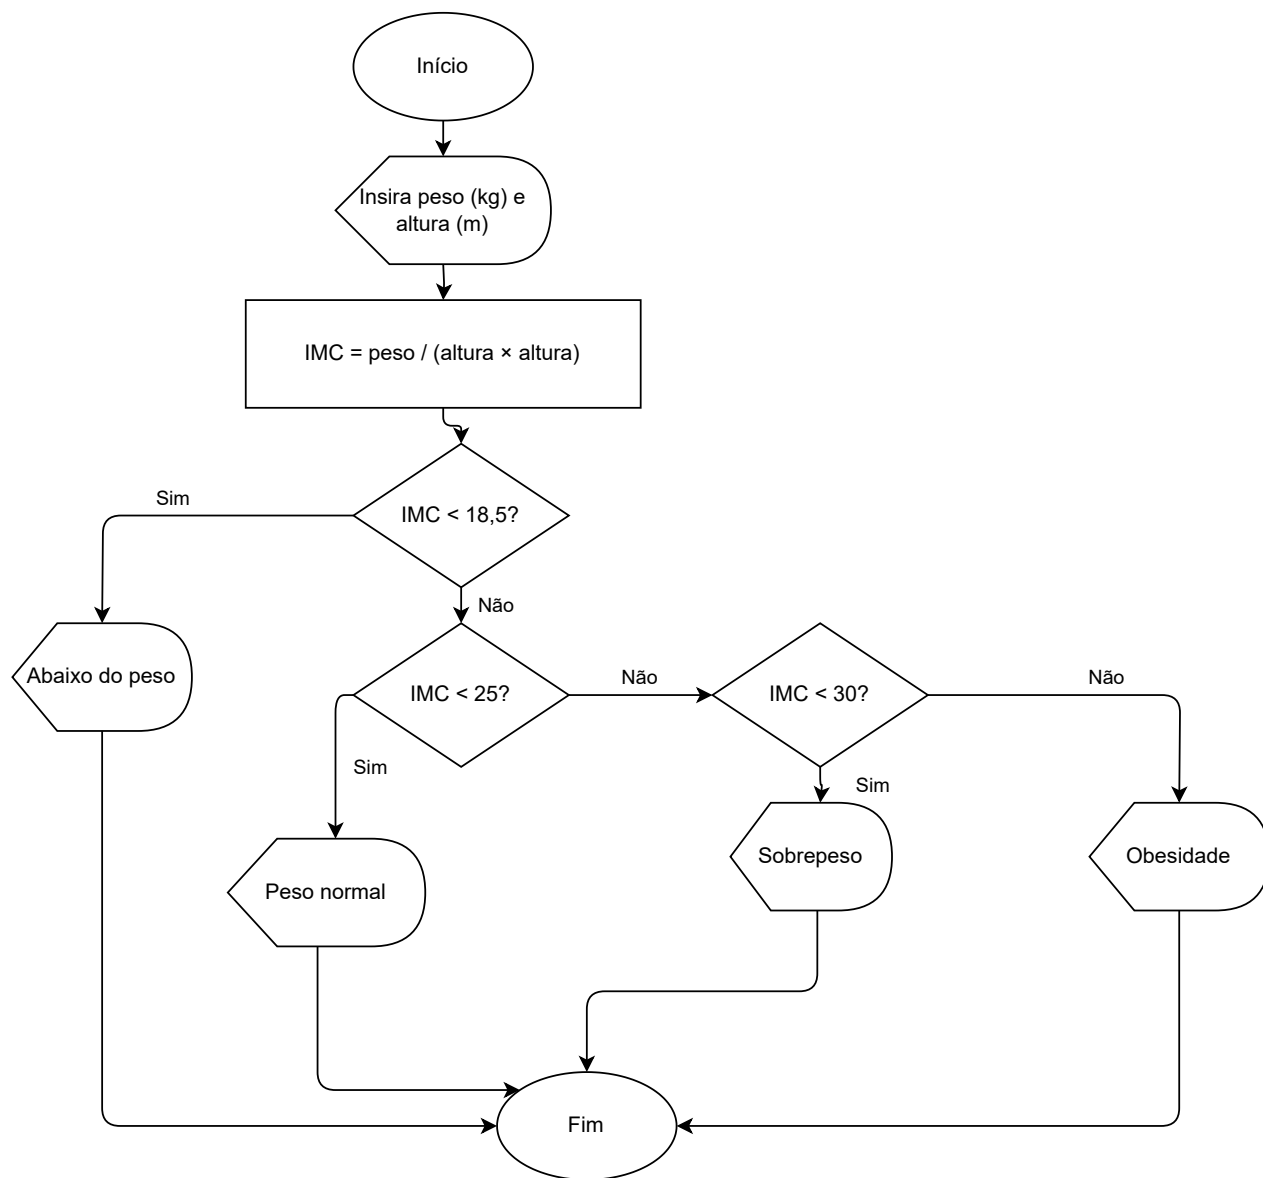 Início
Insira peso (kg) e
altura (m)
IMC = peso / (altura × altura)
IMC < 18,5?
Sim
Não
Abaixo do peso
IMC < 25?
Não
IMC < 30?
Não
Sim
Sim
Peso normal
Sobrepeso
Obesidade
Fim